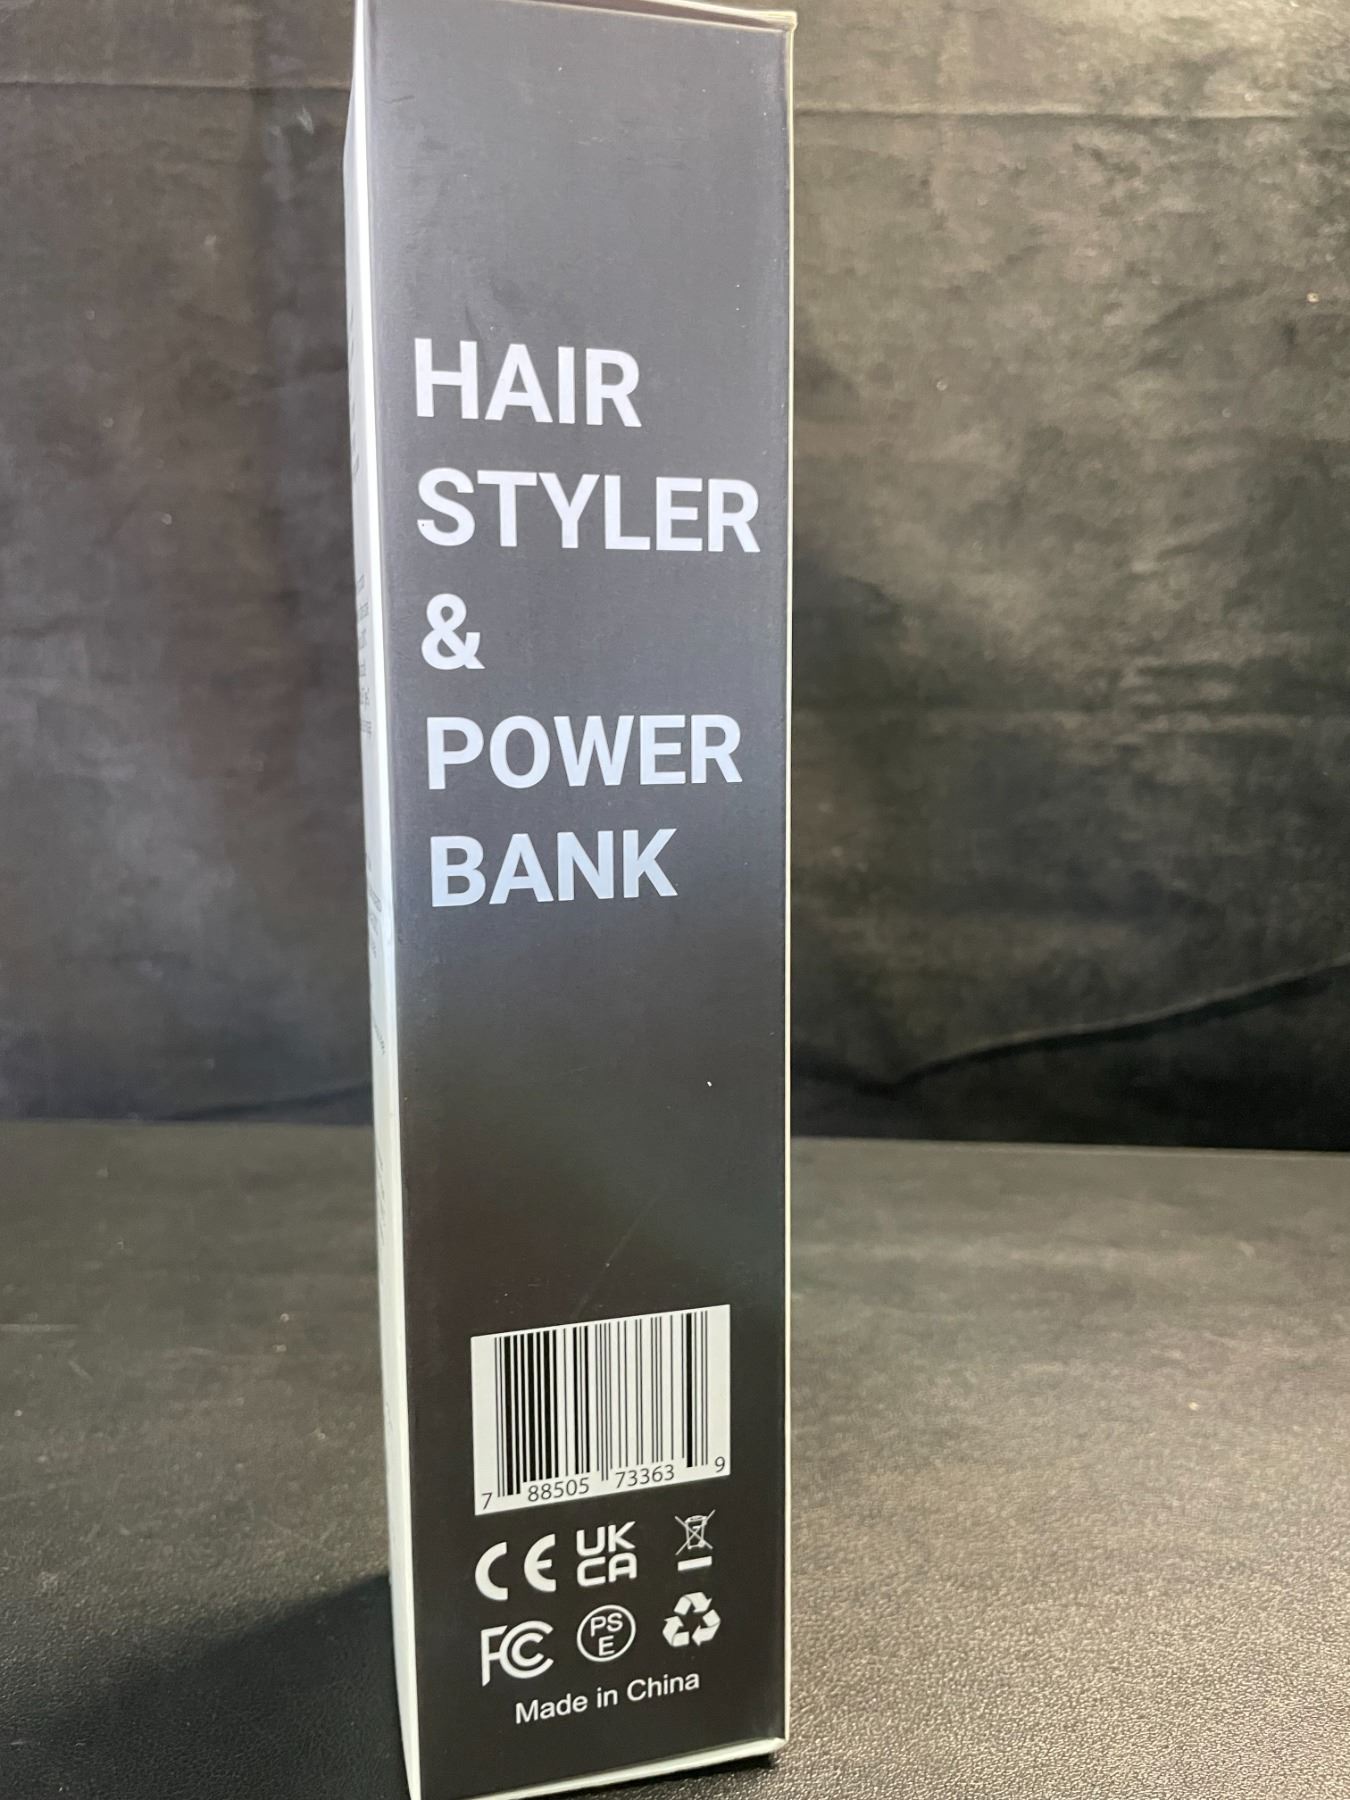 HAIR
STYLER
&
POWER
BANK
7 88505 73363 9
CE UK
CA
FC PS
E
Made in China